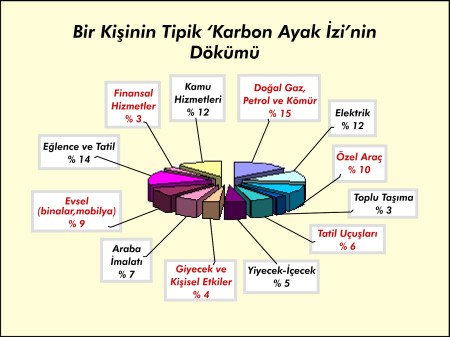 Bir Kişinin Tipik ‘Karbon Ayak İzi’nin
Dökümü
Kamu
Hizmetleri
% 12
Doğal Gaz,
Petrol ve Kömür
% 15
Finansal
Hizmetler
% 3
Elektrik
% 12
Eğlence ve Tatil
% 14
Özel Araç
% 10
Evsel
(binalar,mobilya)
% 9
Toplu Taşıma
% 3
Tatil Uçuşları
% 6
Araba
İmalatı
% 7
Giyecek ve
Kişisel Etkiler
% 4
Yiyecek-İçecek
% 5